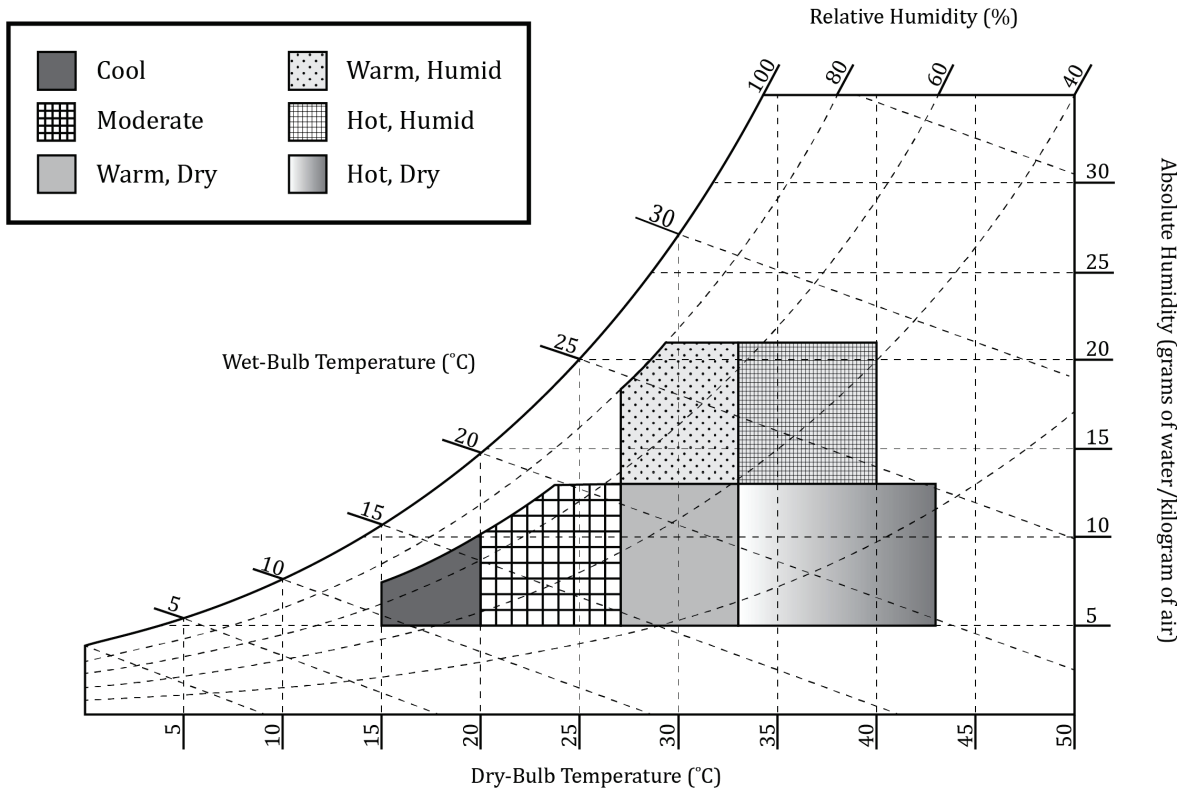 Relative Humidity (%)
Cool
Warm, Humid
Moderate
Hot, Humid
Warm, Dry
Hot, Dry
100
80
60
40
30
25
20
15
10
5
Absolute Humidity (grams of water/kilogram of air)
Wet-Bulb Temperature (°C)
30
25
20
15
10
5
5
10
15
20
25
30
35
40
45
50
Dry-Bulb Temperature (°C)